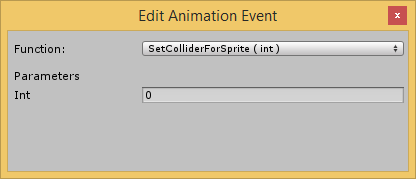 Edit Animation Event
x
Function: SetColliderForSprite ( int )
Parameters
Int 0